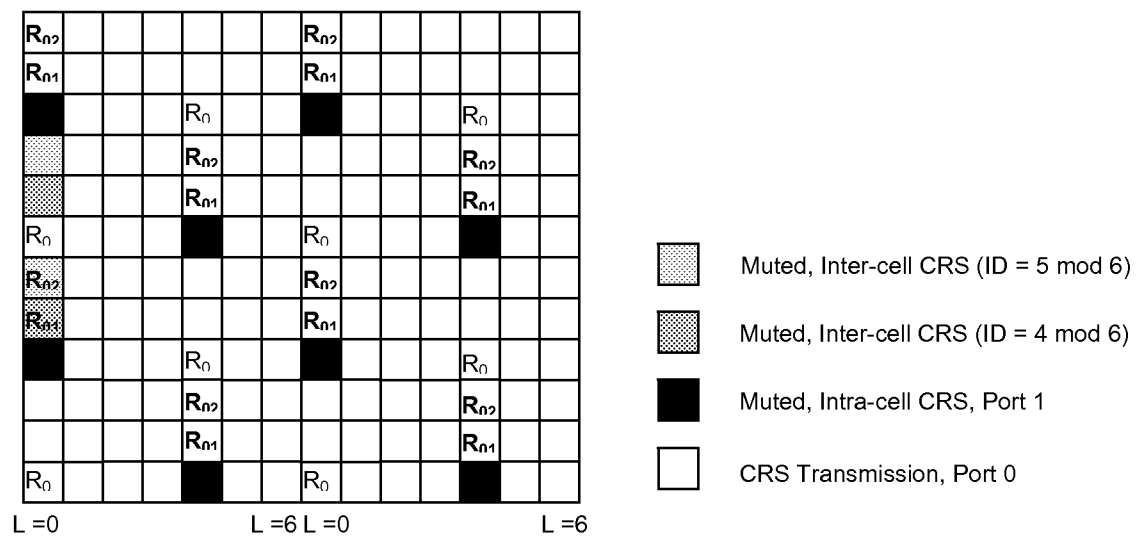 R02 R02
R01 R01
R0 R0
R02 R02
R01 R01
R0 R0
R02 R02
R01 R01
R0 R0
R02 R02
R01 R01
R0 R0
L =0 L =6 L =0 L =6
Muted, Inter-cell CRS (ID = 5 mod 6)
Muted, Inter-cell CRS (ID = 4 mod 6)
Muted, Intra-cell CRS, Port 1
CRS Transmission, Port 0